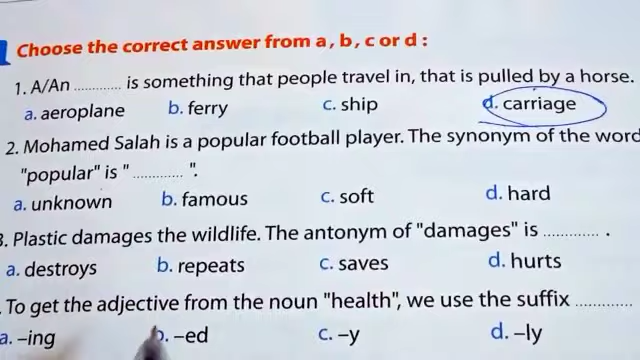 Choose the correct answer from a, b, c or d :
1. A/An ............ is something that people travel in, that is pulled by a horse.
a. aeroplane b. ferry c. ship d. carriage
2. Mohamed Salah is a popular football player. The synonym of the word
"popular" is " ............ ".
a. unknown b. famous c. soft d. hard
3. Plastic damages the wildlife. The antonym of "damages" is ............ .
a. destroys b. repeats c. saves d. hurts
To get the adjective from the noun "health", we use the suffix ............
a. –ing b. –ed c. –y d. –ly